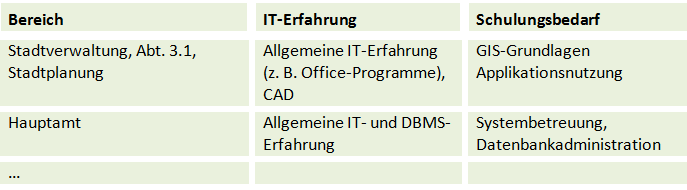 Bereich IT-Erfahrung Schulungsbedarf
Stadtverwaltung, Abt. 3.1, Allgemeine IT-Erfahrung GIS-Grundlagen
Stadtplanung (z. B. Office-Programme), Applikationsnutzung
CAD
Hauptamt Allgemeine IT- und DBMS- Systembetreuung,
Erfahrung Datenbankadministration
...